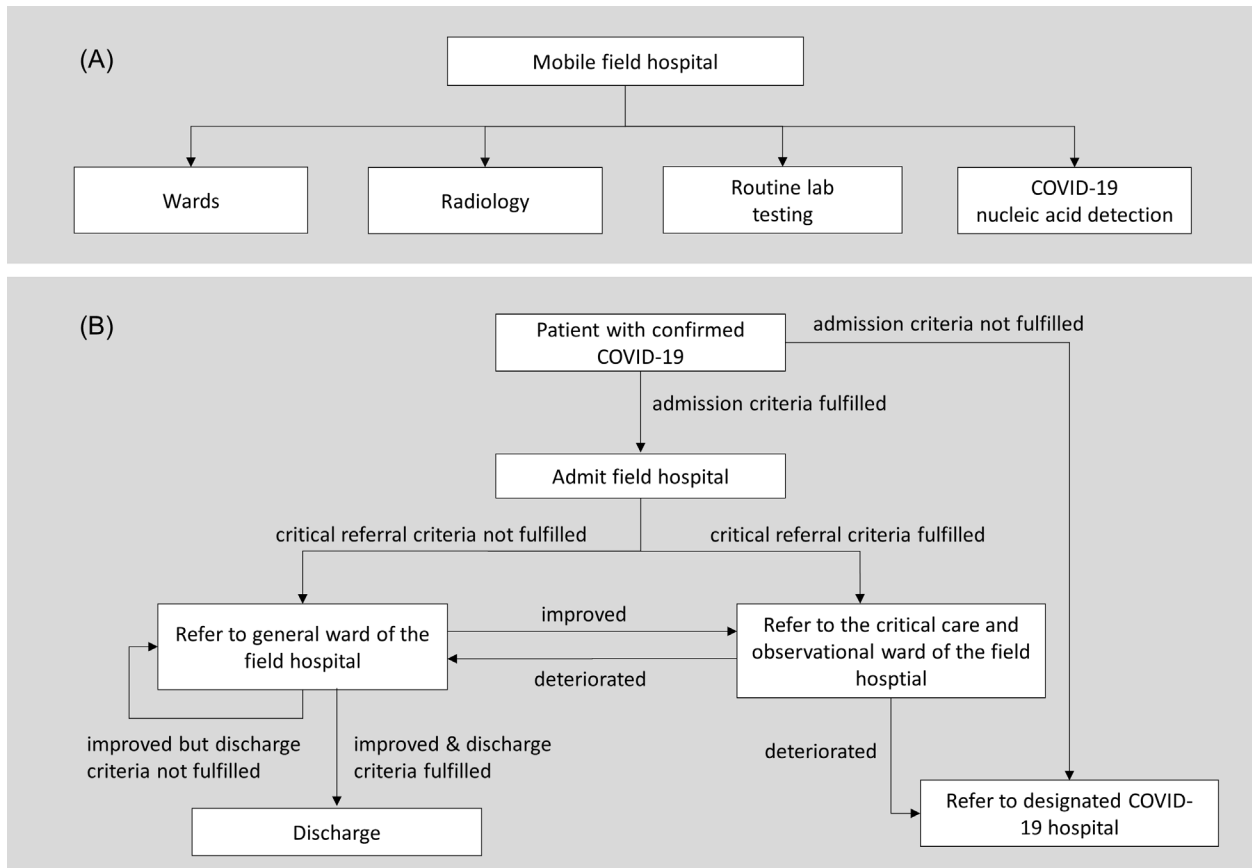 (A)
Mobile field hospital
Wards
Radiology
Routine lab
testing
COVID-19
nucleic acid detection
(B)
Patient with confirmed
COVID-19
admission criteria not fulfilled
admission criteria fulfilled
Admit field hospital
critical referral criteria not fulfilled
critical referral criteria fulfilled
Refer to general ward of the
field hospital
improved
deteriorated
Refer to the critical care and
observational ward of the field
hosptial
improved but discharge
criteria not fulfilled
improved & discharge
criteria fulfilled
deteriorated
Discharge
Refer to designated COVID-
19 hospital